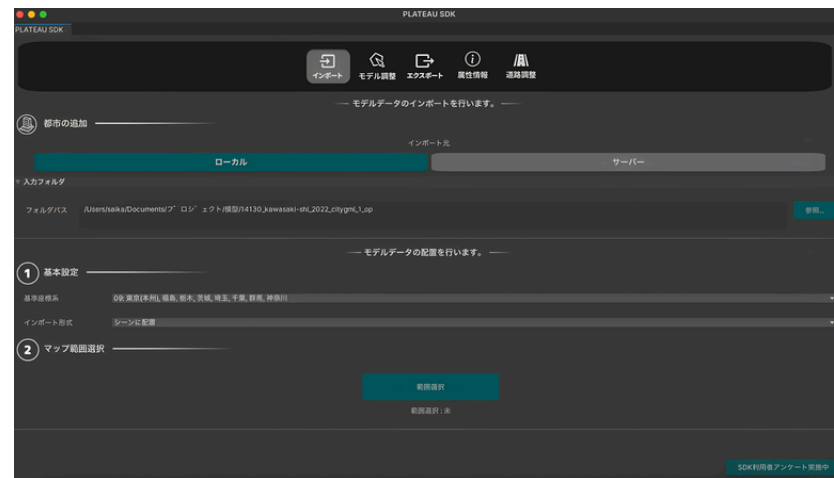 PLATEAU SDK
PLATEAU SDK
インポート モデル調整 エクスポート 属性情報 道路調整
モデルデータのインポートを行います。
都市の追加
インポート元
ローカル サーバー
入力フォルダ
フォルダパス /Users/saika/Documents/プロジェクト/模型/14130_kawasaki-shi_2022_citygml_1_op 参照...
モデルデータの配置を行います。
1 基本設定
基準座標系 09: 東京(本州), 福島, 栃木, 茨城, 埼玉, 千葉, 群馬, 神奈川
インポート形式 シーンに配置
2 マップ範囲選択
範囲選択
範囲選択 : 未
SDK利用者アンケート実施中